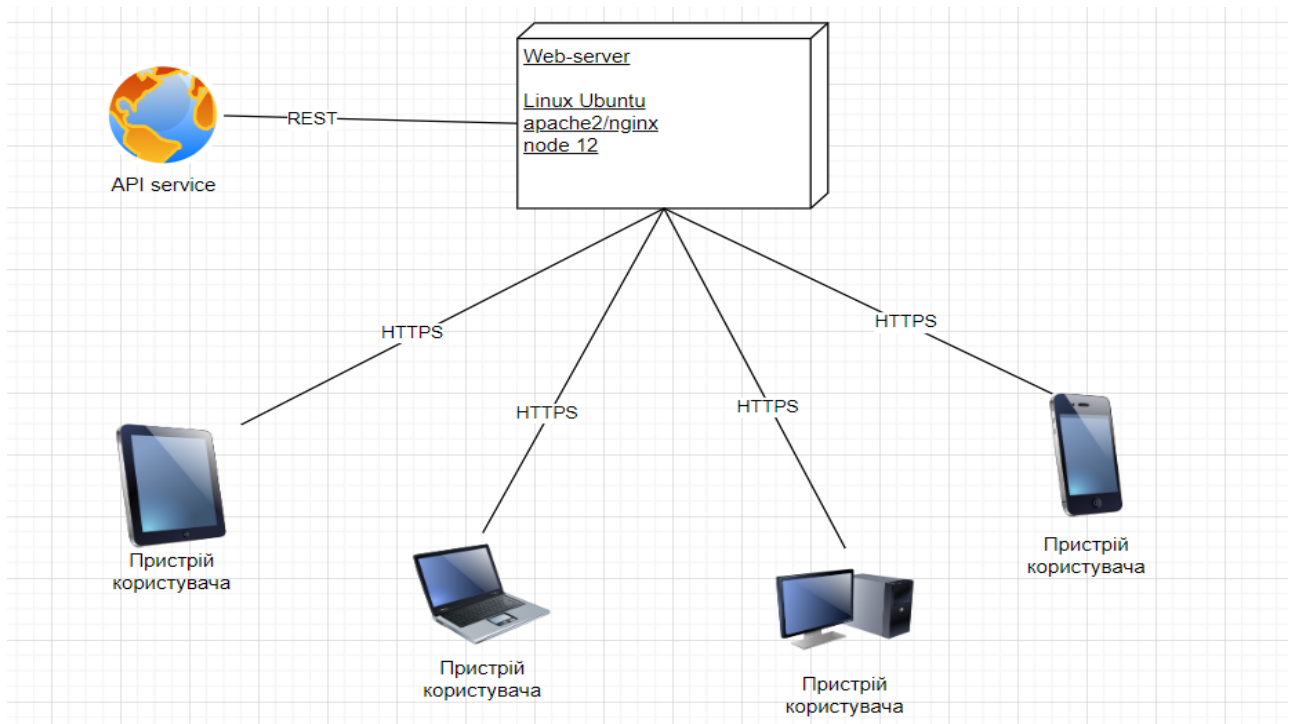 Web-server
Linux Ubuntu
apache2/nginx
node 12
REST
API service
HTTPS
HTTPS
HTTPS
HTTPS
Пристрій
користувача
Пристрій
користувача
Пристрій
користувача
Пристрій
користувача